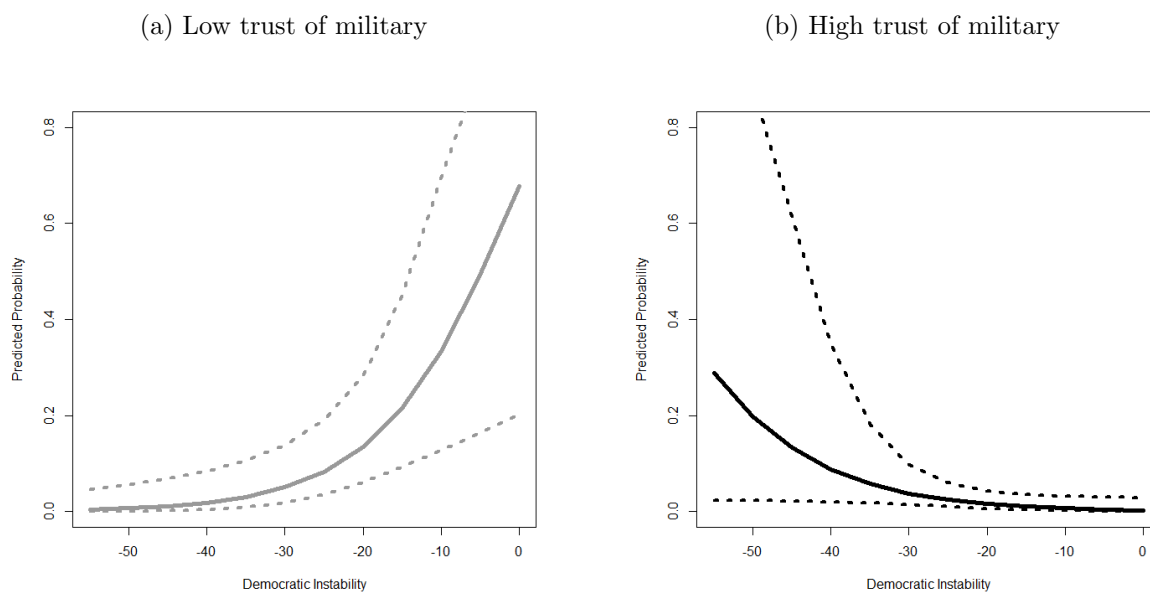 (a) Low trust of military
0.8
0.6
0.4
0.2
0.0
Predicted Probability
-50 -40 -30 -20 -10 0
Democratic Instability
(b) High trust of military
0.8
0.6
0.4
0.2
0.0
Predicted Probability
-50 -40 -30 -20 -10 0
Democratic Instability